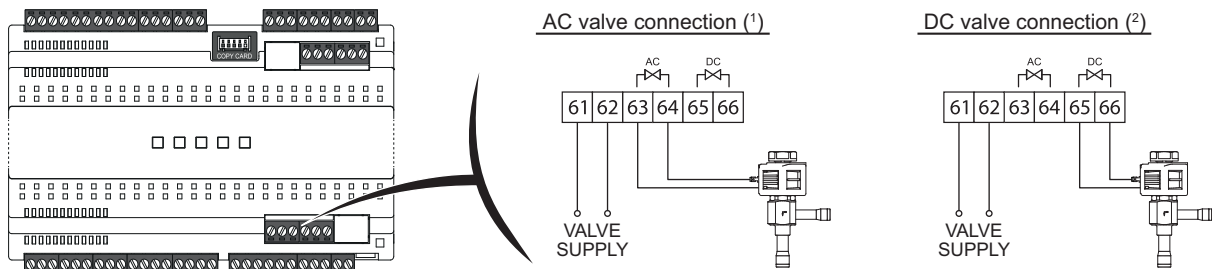 COPY CARD
AC valve connection (¹)
AC DC
61 62 63 64 65 66
VALVE
SUPPLY
DC valve connection (²)
AC DC
61 62 63 64 65 66
VALVE
SUPPLY